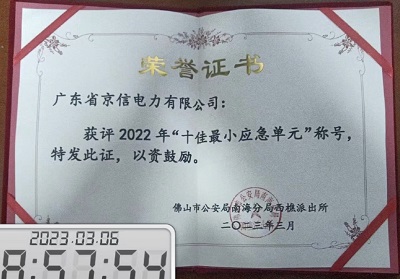 荣誉证书
广东省京信电力有限公司：
获评2022年“十佳最小应急单元”称号，
特发此证，以资鼓励。
佛山市公安局南海分局西樵派出所
二〇二三年三月
2023.03.06
8:57:54